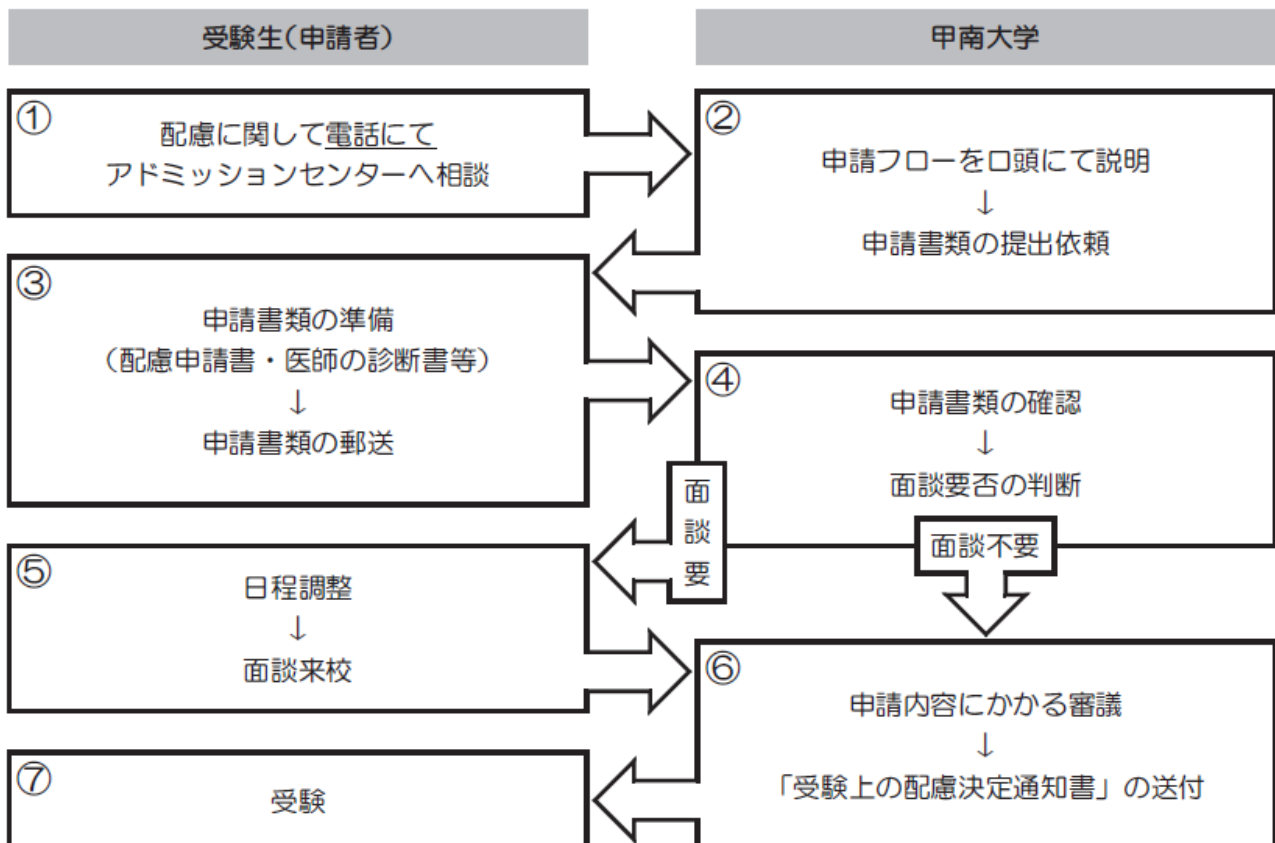 受験生（申請者）
甲南大学
①
配慮に関して電話にて
アドミッションセンターへ相談
②
申請フローを口頭にて説明
↓
申請書類の提出依頼
③
申請書類の準備
（配慮申請書・医師の診断書等）
↓
申請書類の郵送
④
申請書類の確認
↓
面談要否の判断
面談要
面談不要
⑤
日程調整
↓
面談来校
⑥
申請内容にかかる審議
↓
「受験上の配慮決定通知書」の送付
⑦
受験